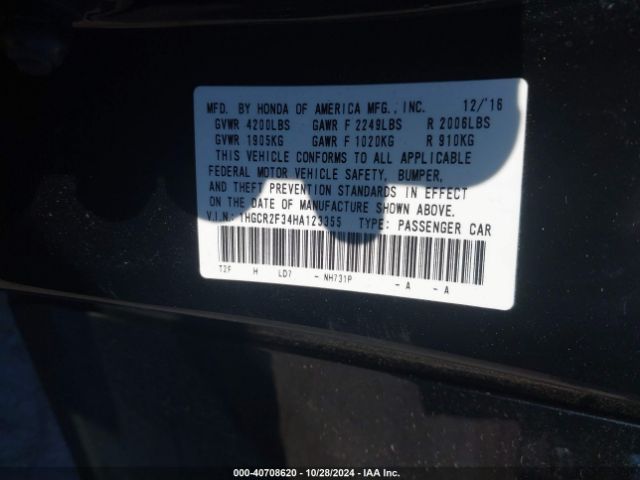 MFD. BY HONDA OF AMERICA MFG., INC. 12/'16
GVWR 4200LBS GAWR F 2249LBS R 2006LBS
GVWR 1905KG GAWR F 1020KG R 910KG
THIS VEHICLE CONFORMS TO ALL APPLICABLE
FEDERAL MOTOR VEHICLE SAFETY, BUMPER,
AND THEFT PREVENTION STANDARDS IN EFFECT
ON THE DATE OF MANUFACTURE SHOWN ABOVE.
V.I.N: 1HGCR2F34HA123355 TYPE: PASSENGER CAR
T2F H LD7 - NH731P - A - A
000-40708620 | 10/28/2024 | IAA Inc.